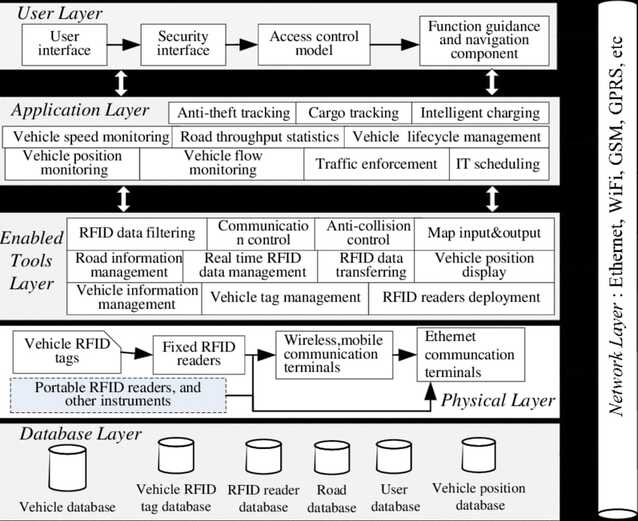 User Layer
User
interface
Security
interface
Access control
model
Function guidance
and navigation
component
Application Layer
Anti-theft tracking
Cargo tracking
Intelligent charging
Vehicle speed monitoring
Road throughput statistics
Vehicle lifecycle management
Vehicle position
monitoring
Vehicle flow
monitoring
Traffic enforcement
IT scheduling
Enabled
Tools
Layer
RFID data filtering
Communicatio
n control
Anti-collision
control
Map input&output
Road information
management
Real time RFID
data management
RFID data
transferring
Vehicle position
display
Vehicle information
management
Vehicle tag management
RFID readers deployment
Vehicle RFID
tags
Fixed RFID
readers
Wireless,mobile
communication
terminals
Ethernet
communcation
terminals
Portable RFID readers, and
other instruments
Physical Layer
Database Layer
Vehicle database
Vehicle RFID
tag database
RFID reader
database
Road
database
User
database
Vehicle position
database
Network Layer : Ethernet, WiFi, GSM, GPRS, etc